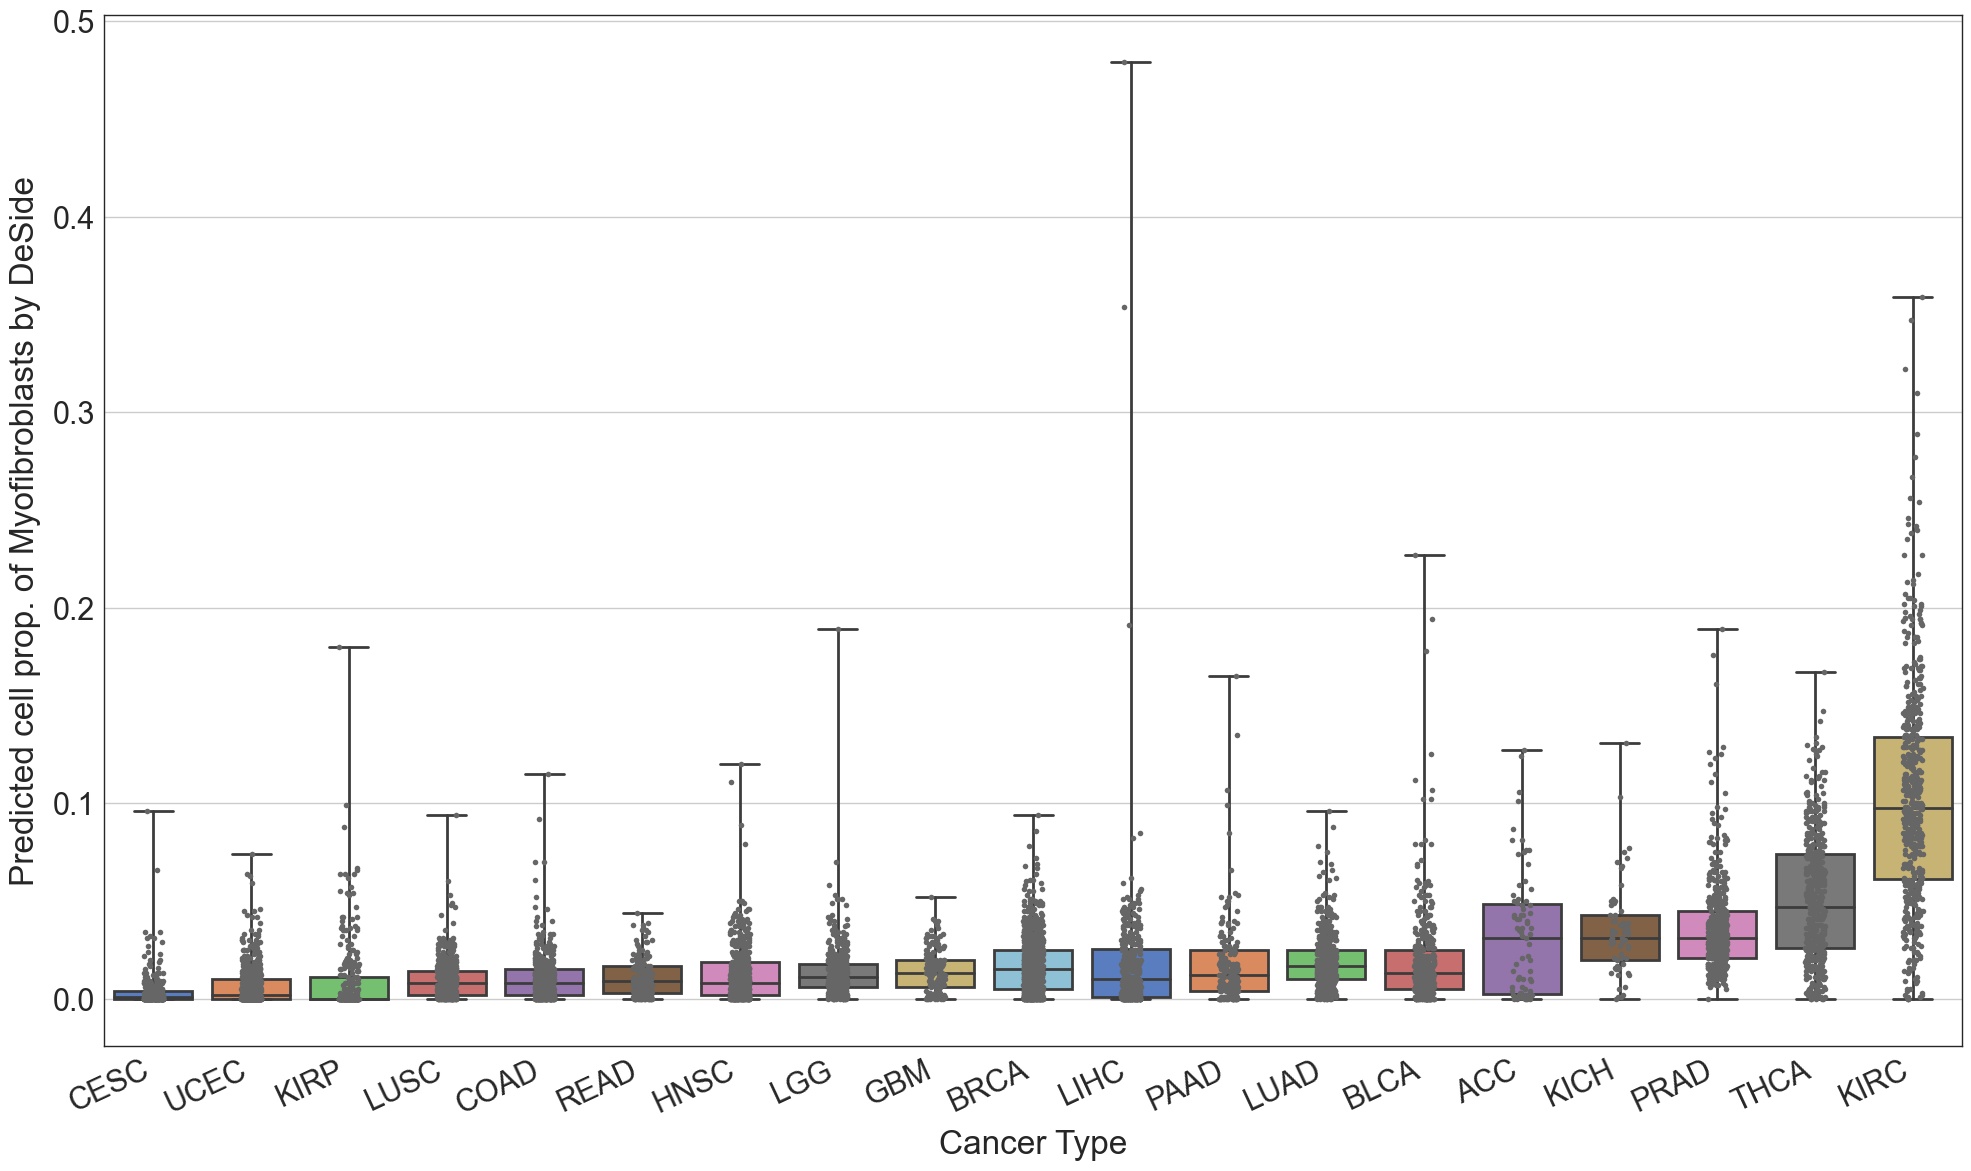 Predicted cell prop. of Myofibroblasts by DeSide
0.5
0.4
0.3
0.2
0.1
0.0
CESC
UCEC
KIRP
LUSC
COAD
READ
HNSC
LGG
GBM
BRCA
LIHC
PAAD
LUAD
BLCA
ACC
KICH
PRAD
THCA
KIRC
Cancer Type